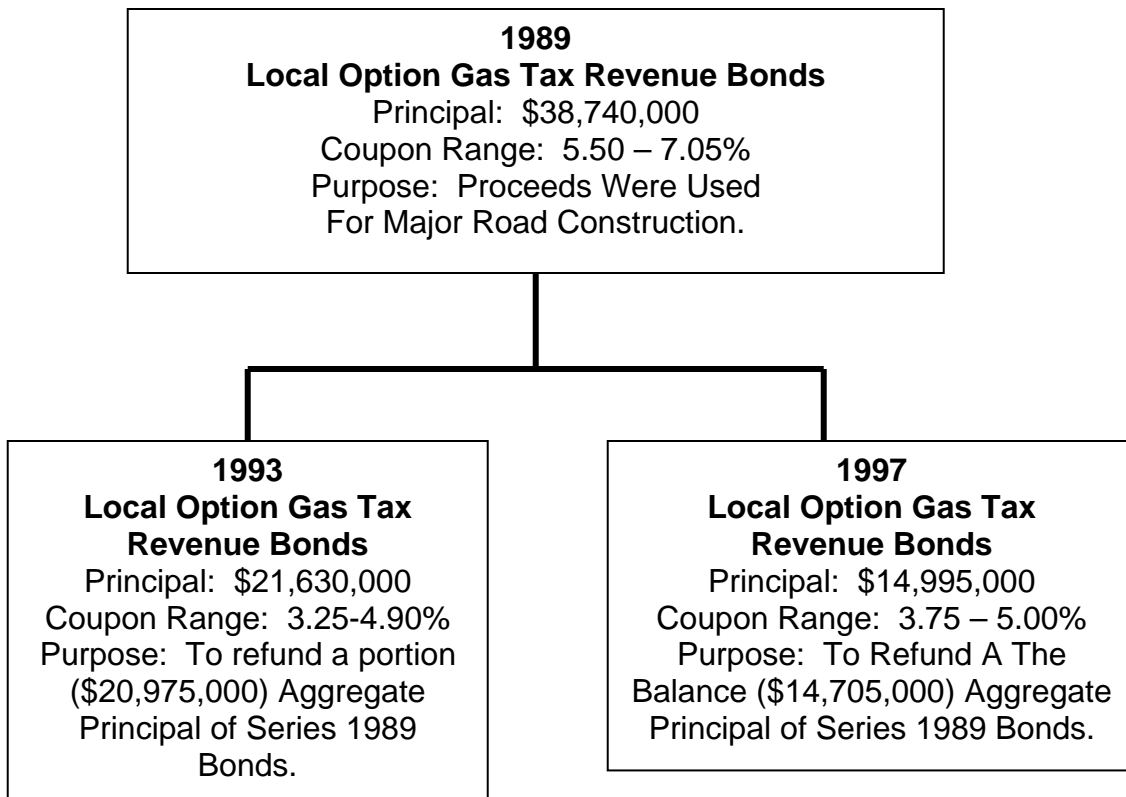 1989
Local Option Gas Tax Revenue Bonds
Principal: $38,740,000
Coupon Range: 5.50 – 7.05%
Purpose: Proceeds Were Used
For Major Road Construction.
1993
Local Option Gas Tax
Revenue Bonds
Principal: $21,630,000
Coupon Range: 3.25-4.90%
Purpose: To refund a portion
($20,975,000) Aggregate
Principal of Series 1989
Bonds.
1997
Local Option Gas Tax
Revenue Bonds
Principal: $14,995,000
Coupon Range: 3.75 – 5.00%
Purpose: To Refund A The
Balance ($14,705,000) Aggregate
Principal of Series 1989 Bonds.